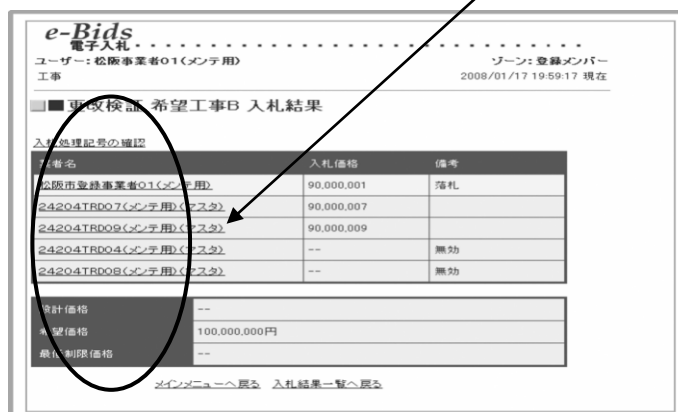 e-Bids
電子入札
ユーザー：松阪事業者01(メンテ用) ゾーン：登録メンバー
工事 2008/01/17 19:59:17 現在
更改検証 希望工事B 入札結果
入札処理記号の確認
業者名 入札価格 備考
松阪市登録事業者01(メンテ用) 90,000,001 落札
24204TRD07(メンテ用)(マスタ) 90,000,007
24204TRD09(メンテ用)(マスタ) 90,000,009
24204TRD04(メンテ用)(マスタ) -- 無効
24204TRD08(メンテ用)(マスタ) -- 無効
設計価格 --
希望価格 100,000,000円
最低制限価格 --
メインメニューへ戻る 入札結果一覧へ戻る